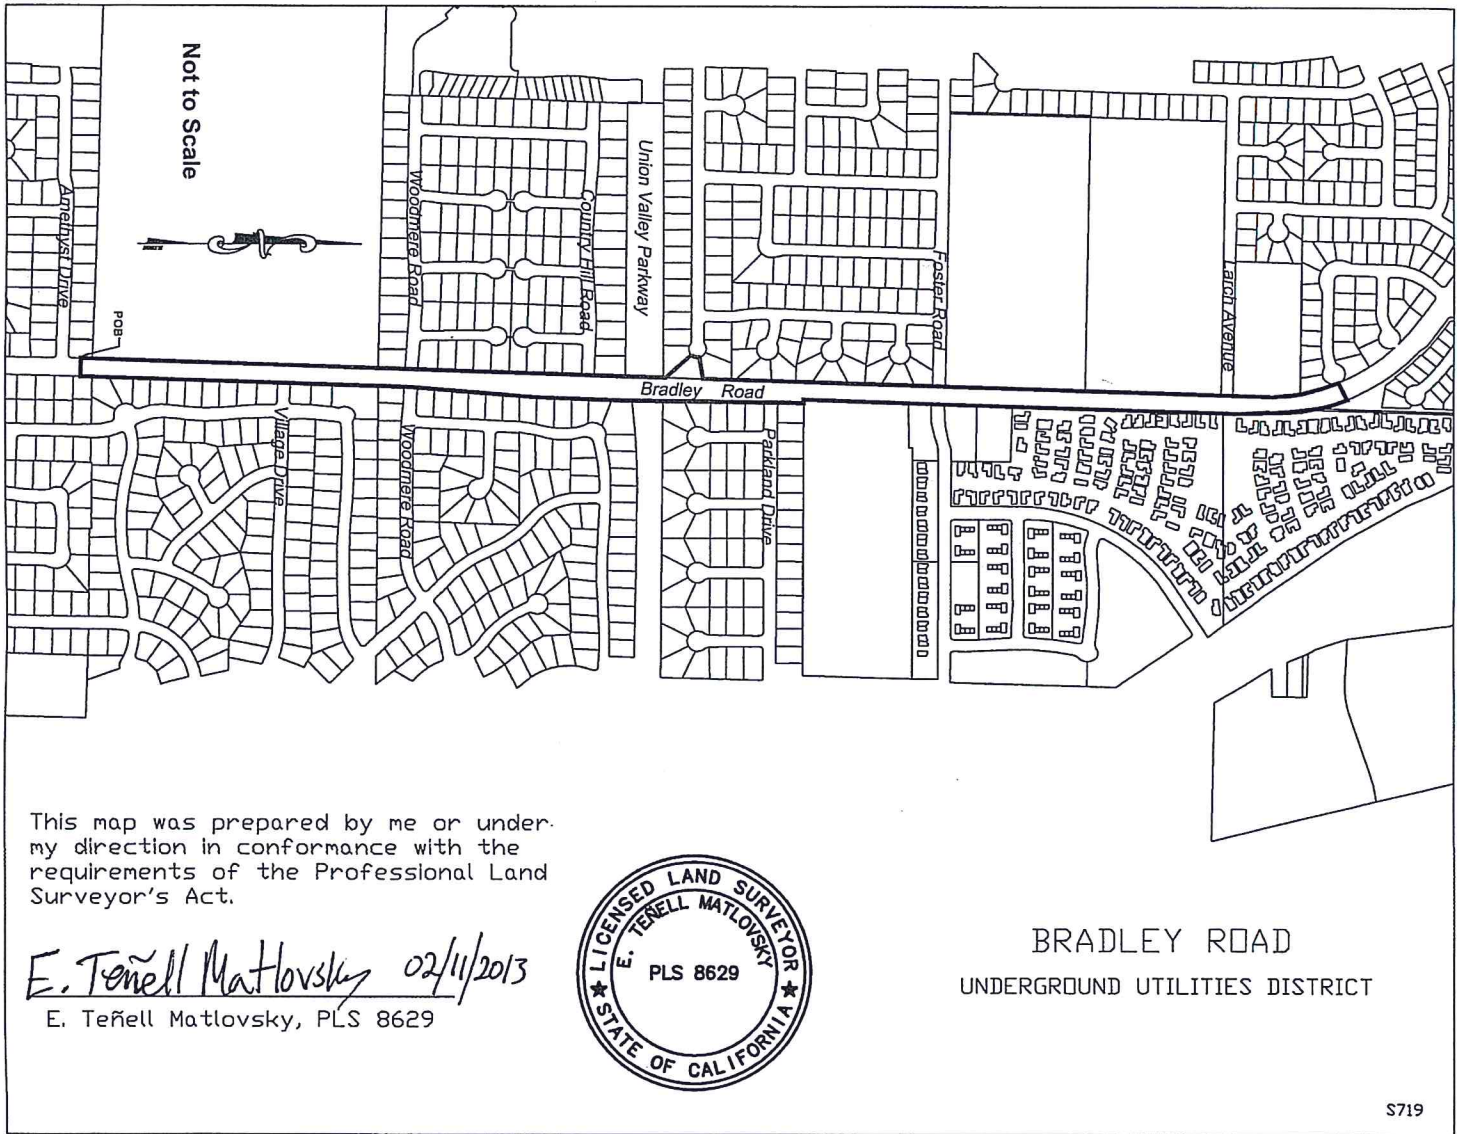 Not to Scale
Amethyst Drive
POB
Woodmere Road
Country Hill Road
Union Valley Parkway
Foster Road
Larch Avenue
Bradley Road
Village Drive
Woodmere Road
Parkland Drive
This map was prepared by me or under
my direction in conformance with the
requirements of the Professional Land
Surveyor's Act.
E. Teñell Matlovsky 02/11/2013
E. Teñell Matlovsky, PLS 8629
LICENSED LAND SURVEYOR
E. TEÑELL MATLOVSKY
PLS 8629
STATE OF CALIFORNIA
BRADLEY ROAD
UNDERGROUND UTILITIES DISTRICT
S719